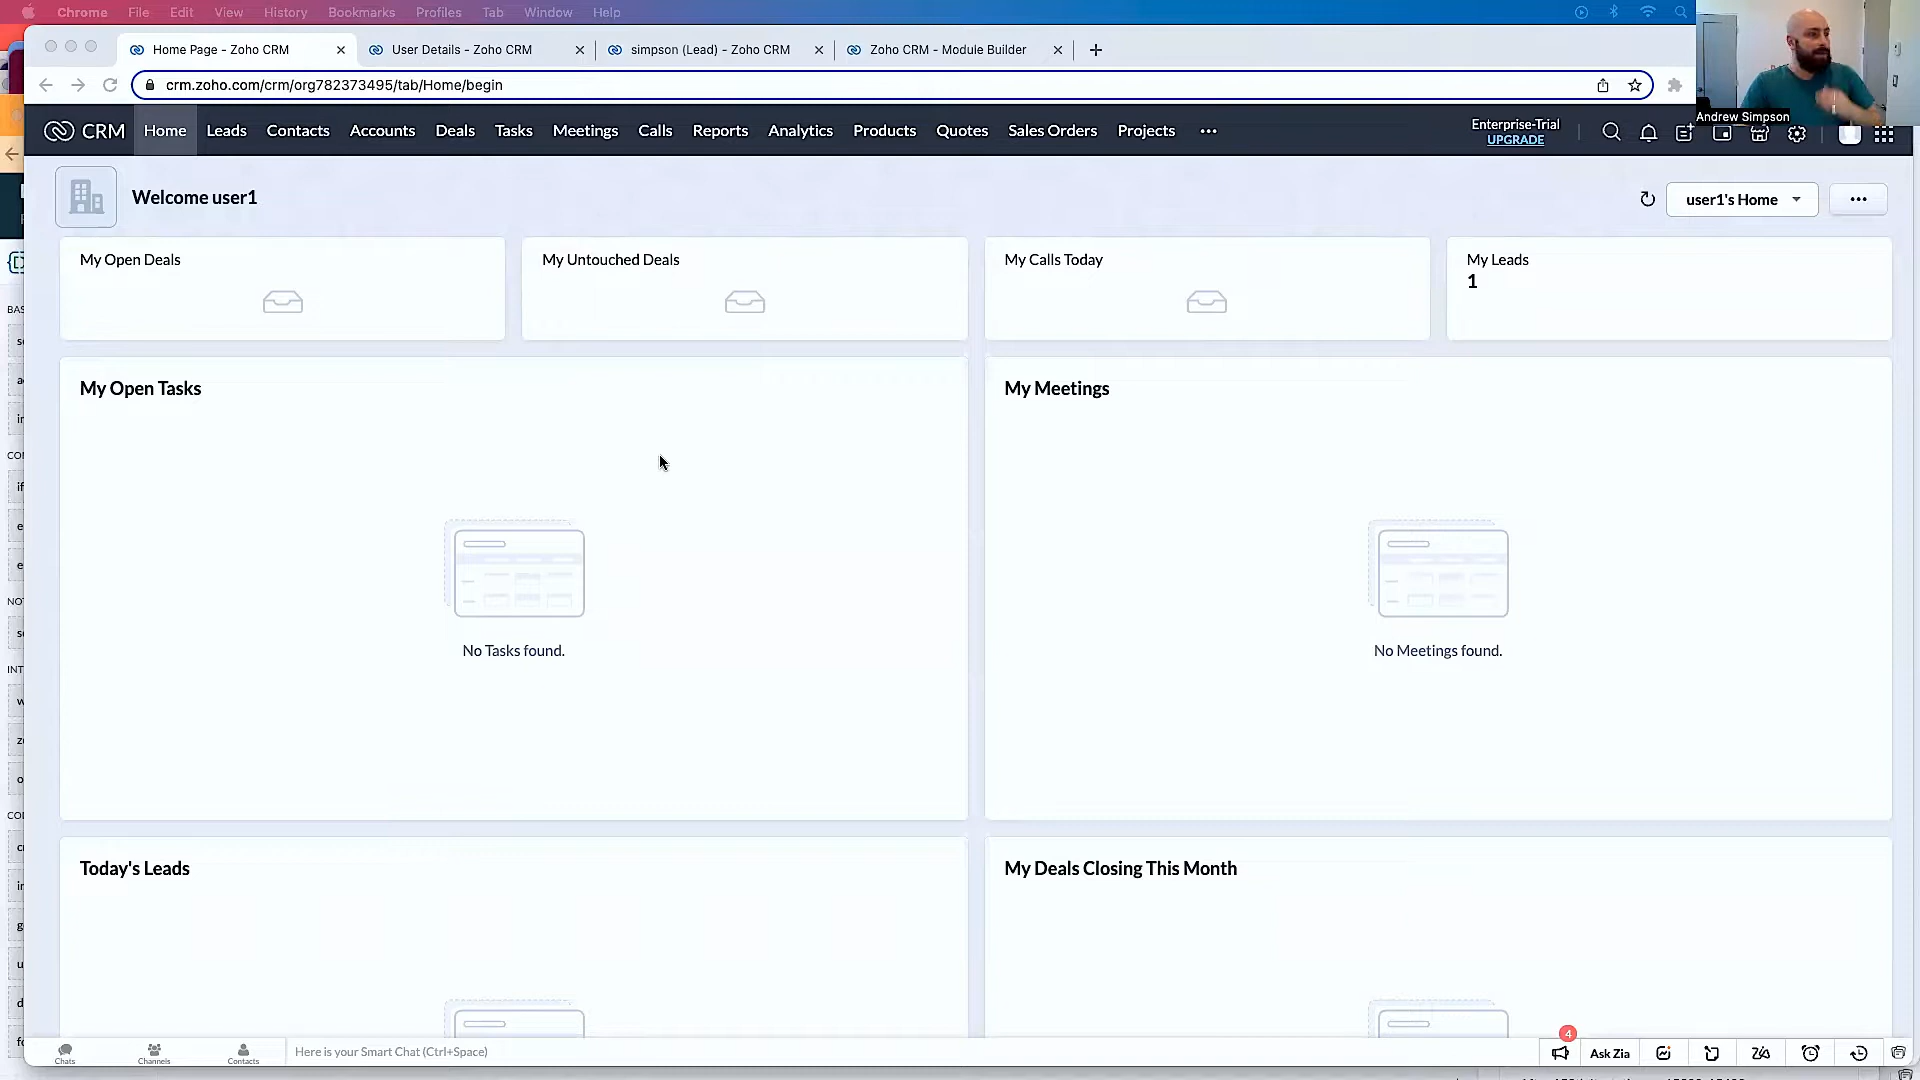 Chrome File Edit View History Bookmarks Profiles Tab Window Help
Home Page - Zoho CRM
User Details - Zoho CRM
simpson (Lead) - Zoho CRM
Zoho CRM - Module Builder
crm.zoho.com/crm/org782373495/tab/Home/begin
Andrew Simpson
CRM Home Leads Contacts Accounts Deals Tasks Meetings Calls Reports Analytics Products Quotes Sales Orders Projects
Enterprise-Trial
UPGRADE
Welcome user1
user1's Home
My Open Deals
My Untouched Deals
My Calls Today
My Leads
1
My Open Tasks
No Tasks found.
My Meetings
No Meetings found.
Today's Leads
My Deals Closing This Month
Chats
Channels
Contacts
Here is your Smart Chat (Ctrl+Space)
4
Ask Zia